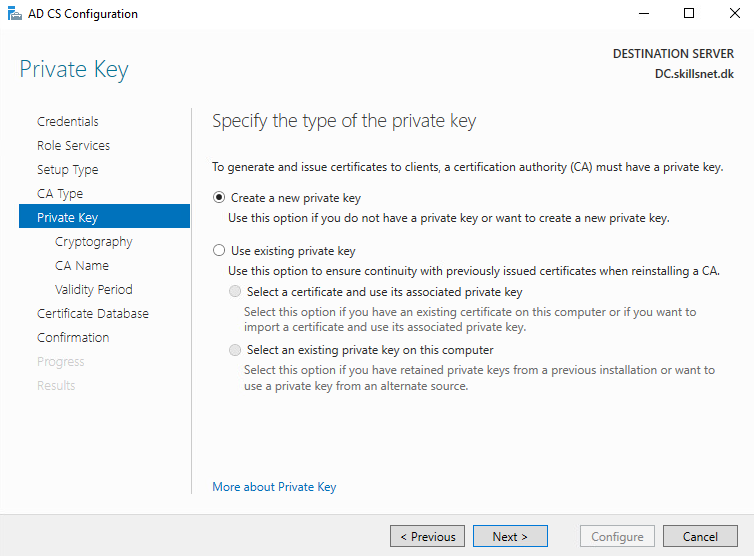 AD CS Configuration
Private Key
DESTINATION SERVER
DC.skillsnet.dk
Credentials
Role Services
Setup Type
CA Type
Private Key
Cryptography
CA Name
Validity Period
Certificate Database
Confirmation
Progress
Results
Specify the type of the private key
To generate and issue certificates to clients, a certification authority (CA) must have a private key.
Create a new private key
Use this option if you do not have a private key or want to create a new private key.
Use existing private key
Use this option to ensure continuity with previously issued certificates when reinstalling a CA.
Select a certificate and use its associated private key
Select this option if you have an existing certificate on this computer or if you want to
import a certificate and use its associated private key.
Select an existing private key on this computer
Select this option if you have retained private keys from a previous installation or want to
use a private key from an alternate source.
More about Private Key
< Previous
Next >
Configure
Cancel